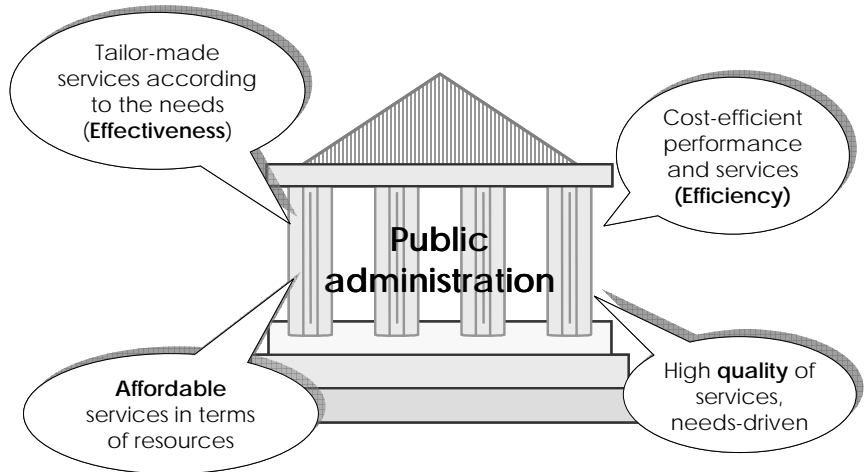 Tailor-made
services according
to the needs
(Effectiveness)
Cost-efficient
performance
and services
(Efficiency)
Public
administration
Affordable
services in terms
of resources
High quality of
services,
needs-driven